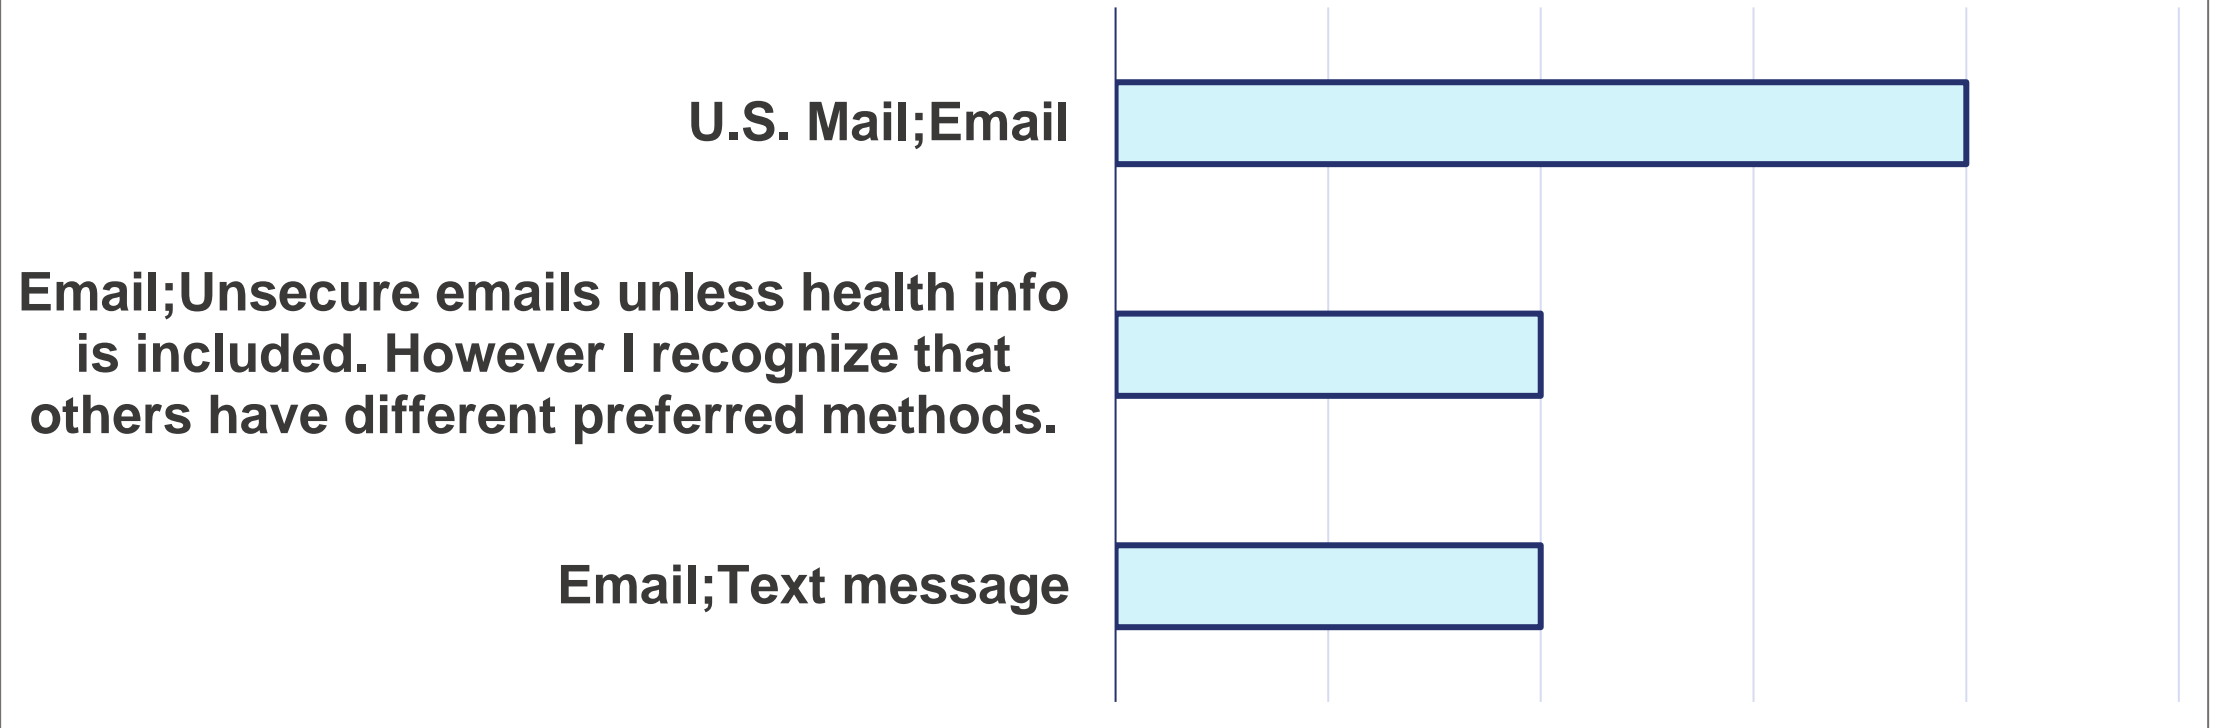 U.S. Mail;Email
Email;Unsecure emails unless health info
is included. However I recognize that
others have different preferred methods.
Email;Text message